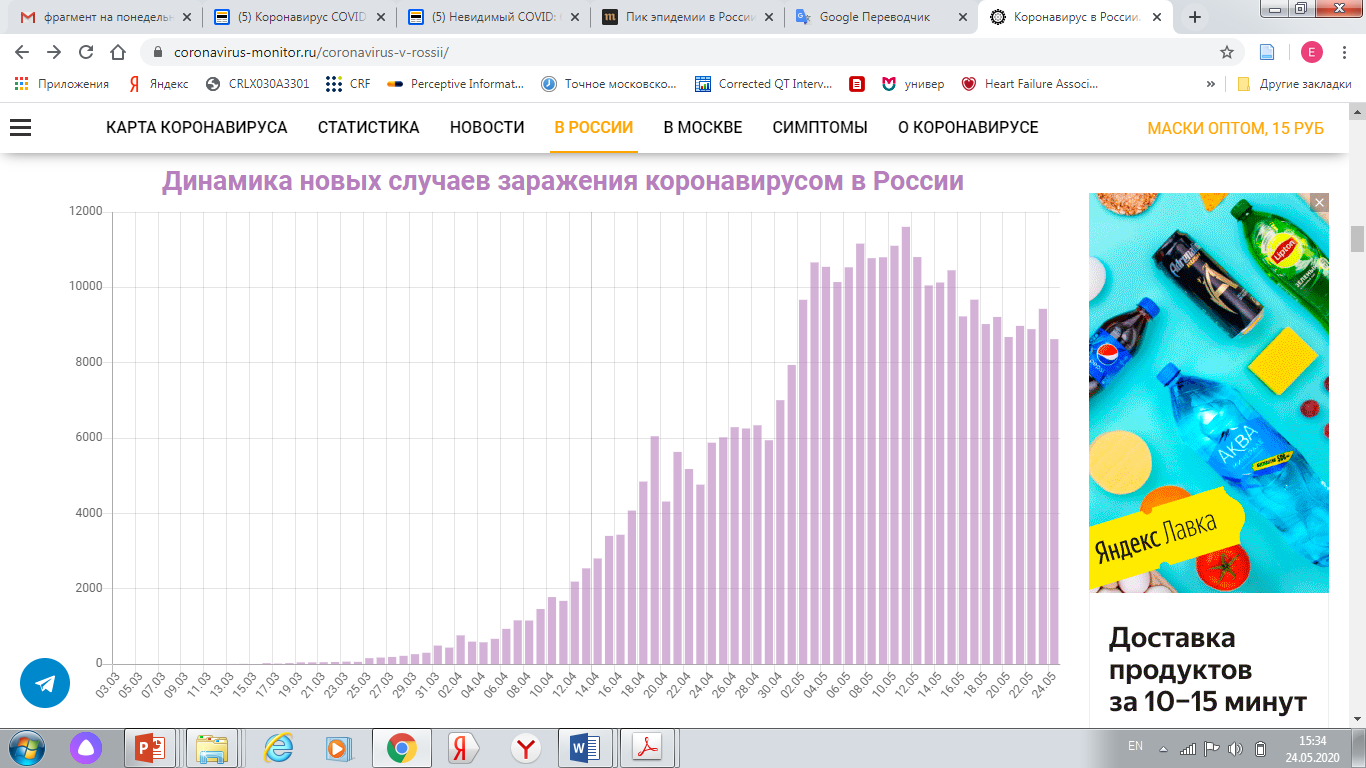 фрагмент на понедельн
(5) Коронавирус COVID
(5) Невидимый COVID:
Пик эпидемии в России
Google Переводчик
Коронавирус в России.
coronavirus-monitor.ru/coronavirus-v-rossii/
E
Приложения
Яндекс
CRLX030A3301
CRF
Perceptive Informat...
Точное московско...
Corrected QT Interv...
универ
Heart Failure Associ...
»
Другие закладки
КАРТА КОРОНАВИРУСА
СТАТИСТИКА
НОВОСТИ
В РОССИИ
В МОСКВЕ
СИМПТОМЫ
О КОРОНАВИРУСЕ
МАСКИ ОПТОМ, 15 РУБ
Динамика новых случаев заражения коронавирусом в России
12000
10000
8000
6000
4000
2000
0
03.03
05.03
07.03
09.03
11.03
13.03
15.03
17.03
19.03
21.03
23.03
25.03
27.03
29.03
31.03
02.04
04.04
06.04
08.04
10.04
12.04
14.04
16.04
18.04
20.04
22.04
24.04
26.04
28.04
30.04
02.05
04.05
06.05
08.05
10.05
12.05
14.05
16.05
18.05
20.05
22.05
24.05
Lipton
ЗЕЛЕНЫЙ
pepsi
АКВА
Яндекс Лавка
Доставка
продуктов
за 10–15 минут
EN
15:34
24.05.2020